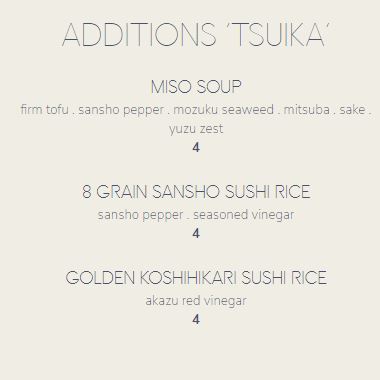 ADDITIONS ‘TSUIKA’
MISO SOUP
firm tofu . sansho pepper . mozuku seaweed . mitsuba . sake .
yuzu zest
4
8 GRAIN SANSHO SUSHI RICE
sansho pepper . seasoned vinegar
4
GOLDEN KOSHIHIKARI SUSHI RICE
akazu red vinegar
4